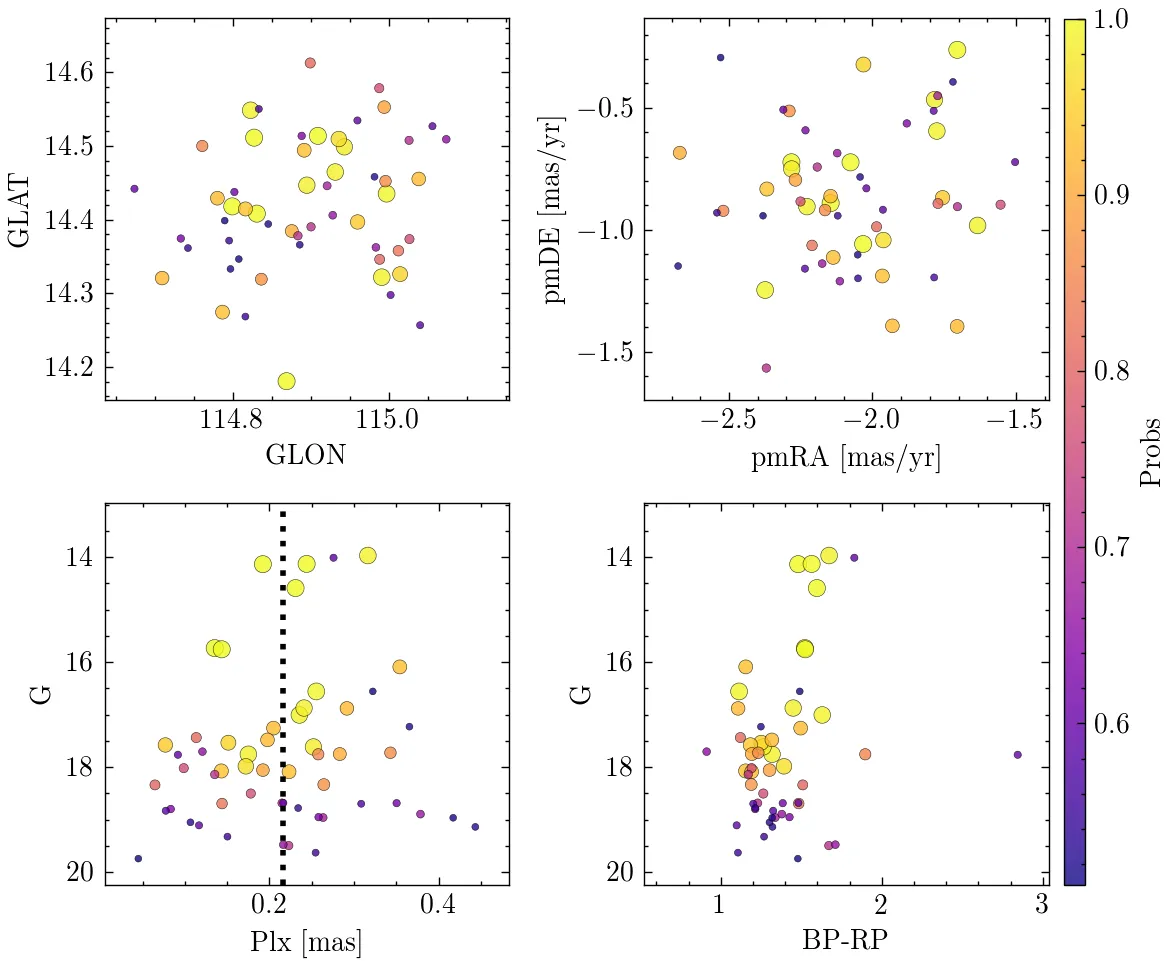 14.6
14.5
14.4
14.3
14.2
GLAT
114.8 115.0
GLON
−0.5
−1.0
−1.5
pmDE [mas/yr]
−2.5 −2.0 −1.5
pmRA [mas/yr]
14
16
18
20
G
0.2 0.4
Plx [mas]
14
16
18
20
G
1 2 3
BP-RP
1.0
0.9
0.8
0.7
0.6
Probs